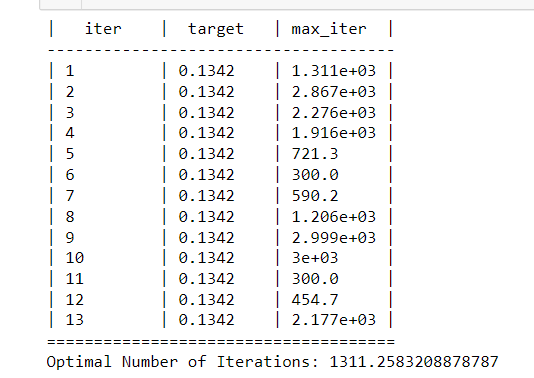 |   iter    |  target   | max_iter  |
-------------------------------------
| 1         | 0.1342    | 1.311e+03 |
| 2         | 0.1342    | 2.867e+03 |
| 3         | 0.1342    | 2.276e+03 |
| 4         | 0.1342    | 1.916e+03 |
| 5         | 0.1342    | 721.3     |
| 6         | 0.1342    | 300.0     |
| 7         | 0.1342    | 590.2     |
| 8         | 0.1342    | 1.206e+03 |
| 9         | 0.1342    | 2.999e+03 |
| 10        | 0.1342    | 3e+03     |
| 11        | 0.1342    | 300.0     |
| 12        | 0.1342    | 454.7     |
| 13        | 0.1342    | 2.177e+03 |
=====================================
Optimal Number of Iterations: 1311.2583208878787